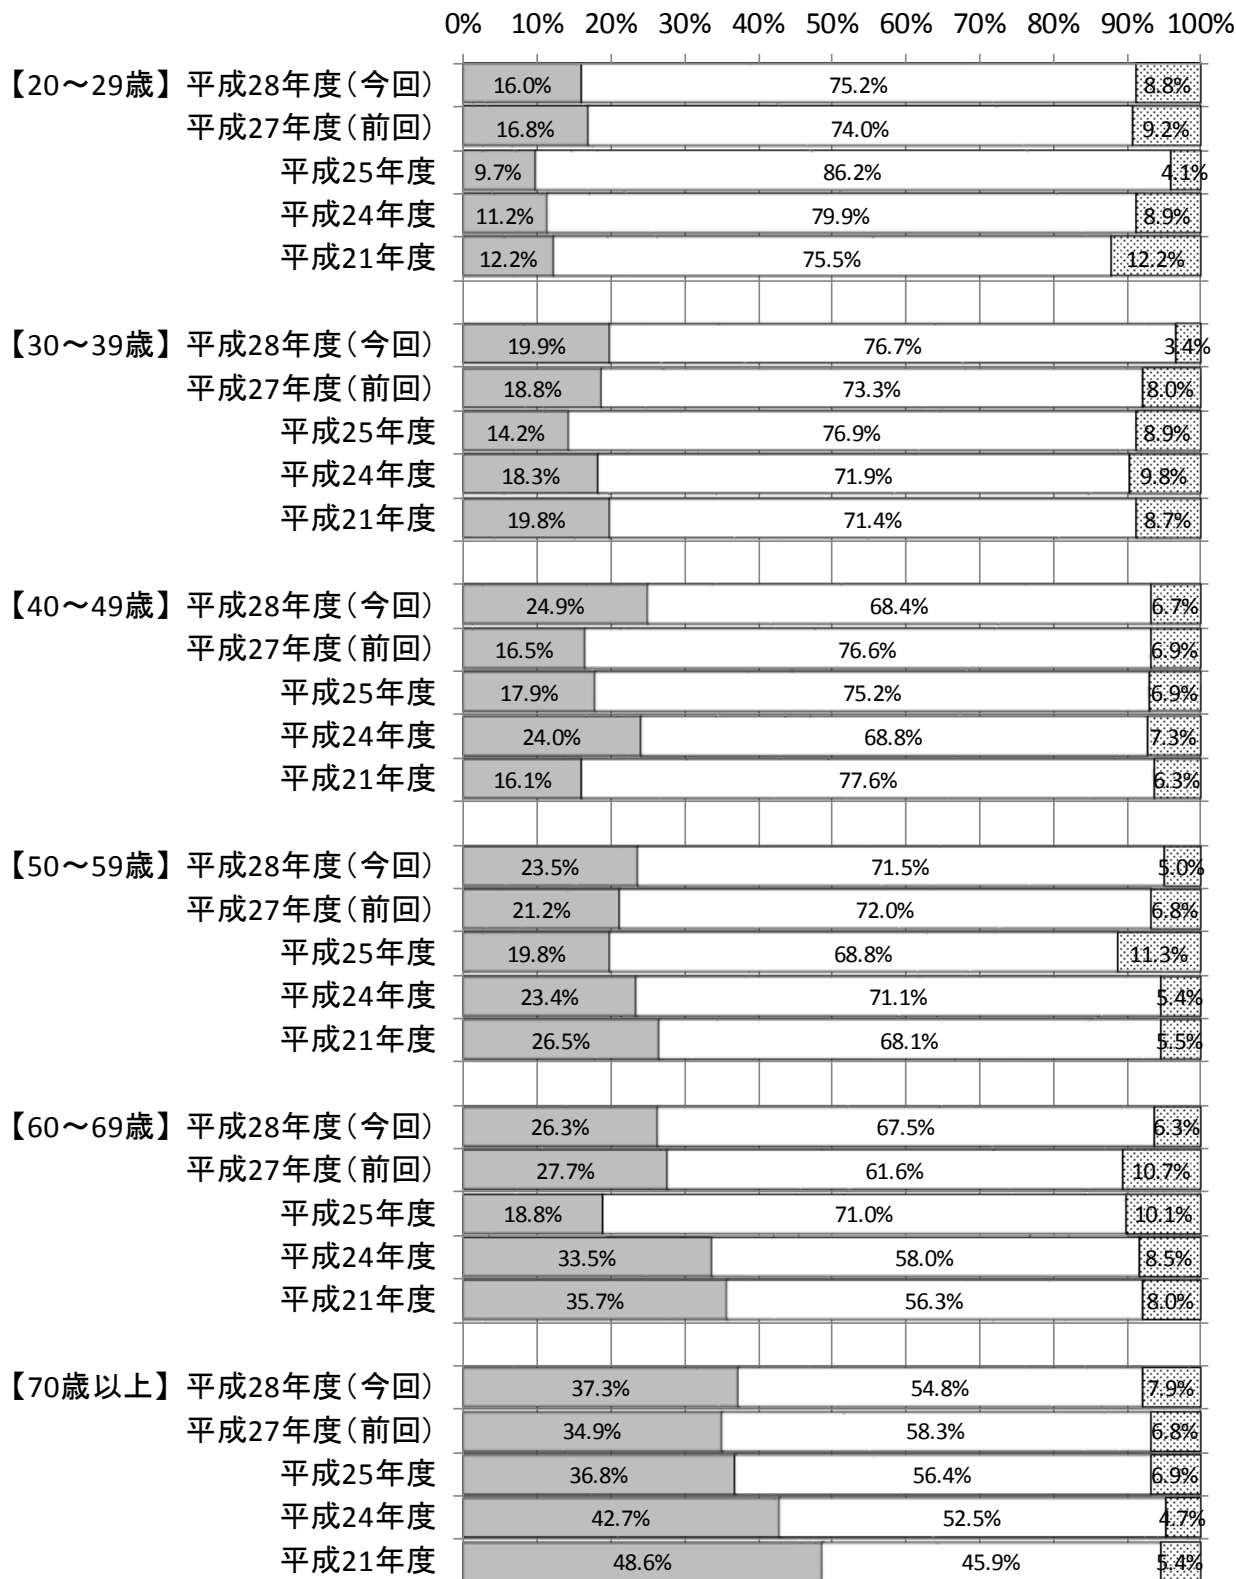 0% 10% 20% 30% 40% 50% 60% 70% 80% 90% 100%
【20～29歳】 平成28年度（今回） 16.0% 75.2% 8.8%
平成27年度（前回） 16.8% 74.0% 9.2%
平成25年度 9.7% 86.2% 4.1%
平成24年度 11.2% 79.9% 8.9%
平成21年度 12.2% 75.5% 12.2%
【30～39歳】 平成28年度（今回） 19.9% 76.7% 3.4%
平成27年度（前回） 18.8% 73.3% 8.0%
平成25年度 14.2% 76.9% 8.9%
平成24年度 18.3% 71.9% 9.8%
平成21年度 19.8% 71.4% 8.7%
【40～49歳】 平成28年度（今回） 24.9% 68.4% 6.7%
平成27年度（前回） 16.5% 76.6% 6.9%
平成25年度 17.9% 75.2% 6.9%
平成24年度 24.0% 68.8% 7.3%
平成21年度 16.1% 77.6% 6.3%
【50～59歳】 平成28年度（今回） 23.5% 71.5% 5.0%
平成27年度（前回） 21.2% 72.0% 6.8%
平成25年度 19.8% 68.8% 11.3%
平成24年度 23.4% 71.1% 5.4%
平成21年度 26.5% 68.1% 5.5%
【60～69歳】 平成28年度（今回） 26.3% 67.5% 6.3%
平成27年度（前回） 27.7% 61.6% 10.7%
平成25年度 18.8% 71.0% 10.1%
平成24年度 33.5% 58.0% 8.5%
平成21年度 35.7% 56.3% 8.0%
【70歳以上】 平成28年度（今回） 37.3% 54.8% 7.9%
平成27年度（前回） 34.9% 58.3% 6.8%
平成25年度 36.8% 56.4% 6.9%
平成24年度 42.7% 52.5% 4.7%
平成21年度 48.6% 45.9% 5.4%